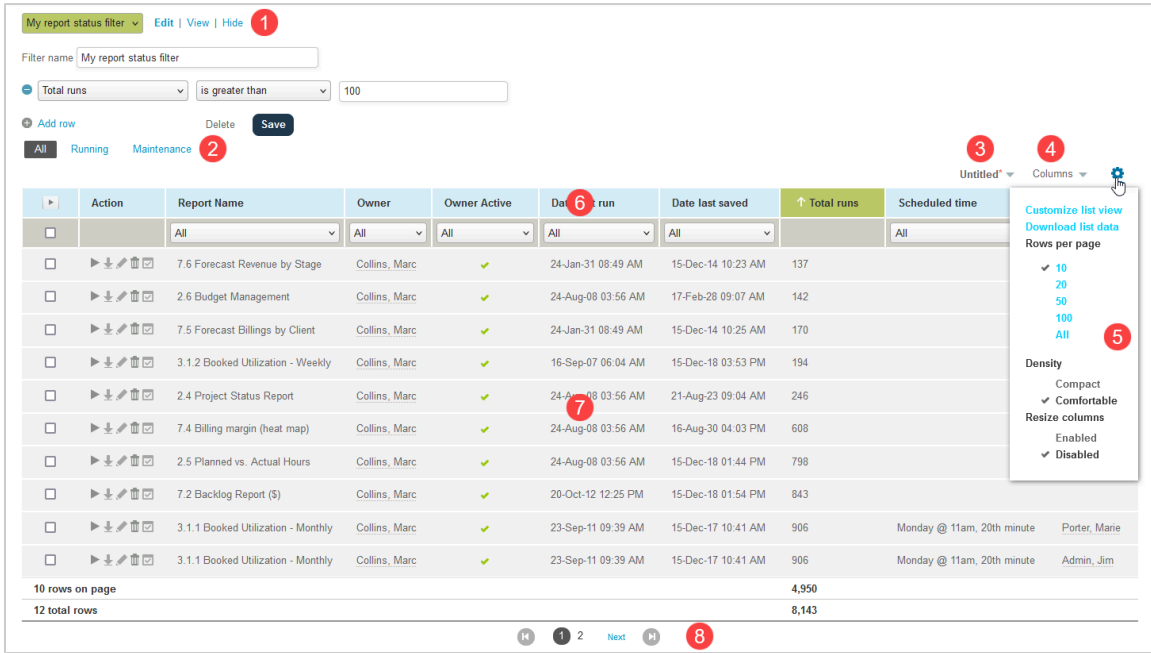 My report status filter Edit | View | Hide 1
Filter name My report status filter
Total runs is greater than 100
Add row Delete Save
All Running Maintenance 2
3 4
Untitled* Columns
Action Report Name Owner Owner Active Dat 6 t run Date last saved ↑ Total runs Scheduled time
All All All All All All
7.6 Forecast Revenue by Stage Collins, Marc 24-Jan-31 08:49 AM 15-Dec-14 10:23 AM 137
2.6 Budget Management Collins, Marc 24-Aug-08 03:56 AM 17-Feb-28 09:07 AM 142
7.5 Forecast Billings by Client Collins, Marc 24-Jan-31 08:49 AM 15-Dec-14 10:25 AM 170
3.1.2 Booked Utilization - Weekly Collins, Marc 16-Sep-07 06:04 AM 15-Dec-18 03:53 PM 194
2.4 Project Status Report Collins, Marc 24-Aug-08 03:56 AM 21-Aug-23 09:04 AM 246
7
7.4 Billing margin (heat map) Collins, Marc 24-Aug-08 03:56 AM 16-Aug-30 04:03 PM 608
2.5 Planned vs. Actual Hours Collins, Marc 24-Aug-08 03:56 AM 15-Dec-18 01:44 PM 798
7.2 Backlog Report ($) Collins, Marc 20-Oct-12 12:25 PM 15-Dec-18 01:54 PM 843
3.1.1 Booked Utilization - Monthly Collins, Marc 23-Sep-11 09:39 AM 15-Dec-17 10:41 AM 906 Monday @ 11am, 20th minute Porter, Marie
3.1.1 Booked Utilization - Monthly Collins, Marc 23-Sep-11 09:39 AM 15-Dec-17 10:41 AM 906 Monday @ 11am, 20th minute Admin, Jim
10 rows on page 4,950
12 total rows 8,143
1 2 Next 8
Customize list view
Download list data
Rows per page
10
20
50
100
All 5
Density
Compact
Comfortable
Resize columns
Enabled
Disabled